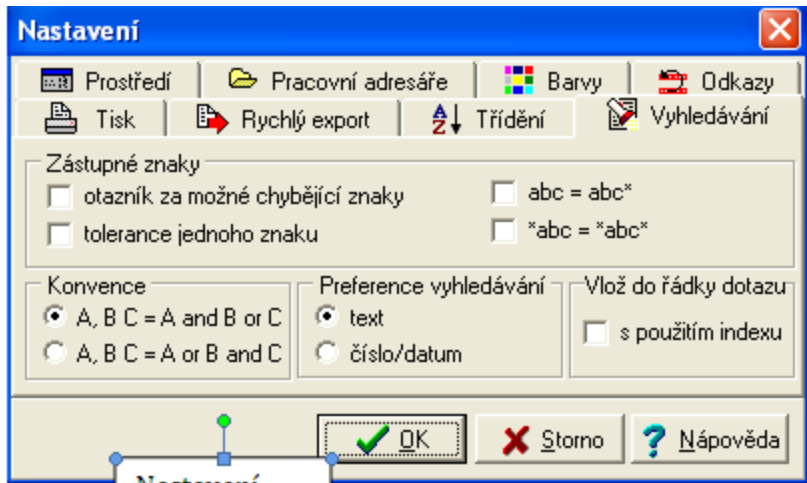 Nastavení
Prostředí
Pracovní adresáře
Barvy
Odkazy
Tisk
Rychlý export
Třídění
Vyhledávání
Zástupné znaky
otazník za možné chybějící znaky
abc = abc*
tolerance jednoho znaku
*abc = *abc*
Konvence
A, B C = A and B or C
A, B C = A or B and C
Preference vyhledávání
text
číslo/datum
Vlož do řádky dotazu
s použitím indexu
OK
Storno
Nápověda